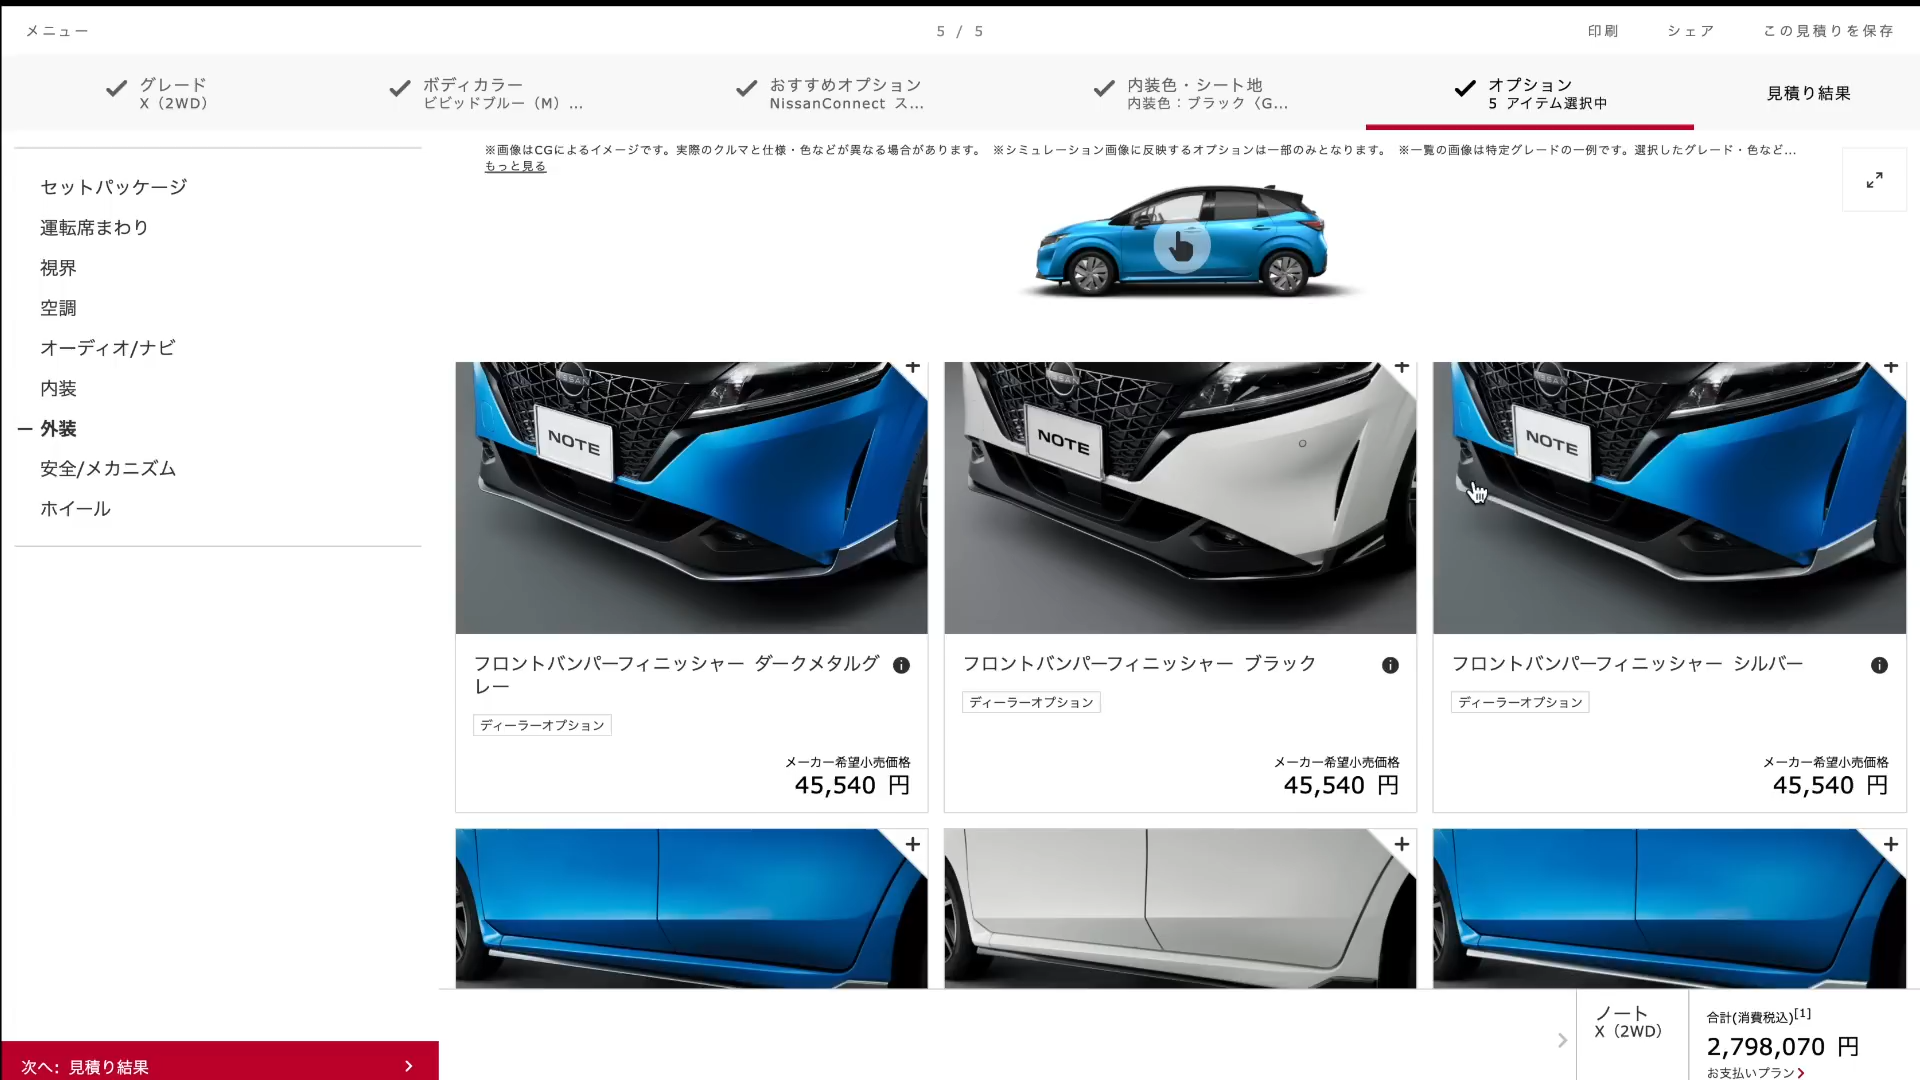 メニュー
5 / 5
印刷
シェア
この見積りを保存
グレード
X（2WD）
ボディカラー
ビビッドブルー（M）...
おすすめオプション
NissanConnect ス...
内装色・シート地
内装色：ブラック〈G...
オプション
5 アイテム選択中
見積り結果
※画像はCGによるイメージです。実際のクルマと仕様・色などが異なる場合があります。 ※シミュレーション画像に反映するオプションは一部のみとなります。 ※一覧の画像は特定グレードの一例です。選択したグレード・色など...
もっと見る
セットパッケージ
運転席まわり
視界
空調
オーディオ/ナビ
内装
外装
安全/メカニズム
ホイール
NISSAN
NOTE
NISSAN
NOTE
NISSAN
NOTE
フロントバンパーフィニッシャー ダークメタルグ
レー
ディーラーオプション
メーカー希望小売価格
45,540 円
フロントバンパーフィニッシャー ブラック
ディーラーオプション
メーカー希望小売価格
45,540 円
フロントバンパーフィニッシャー シルバー
ディーラーオプション
メーカー希望小売価格
45,540 円
次へ: 見積り結果
ノート
X（2WD）
合計(消費税込)[1]
2,798,070 円
お支払いプラン